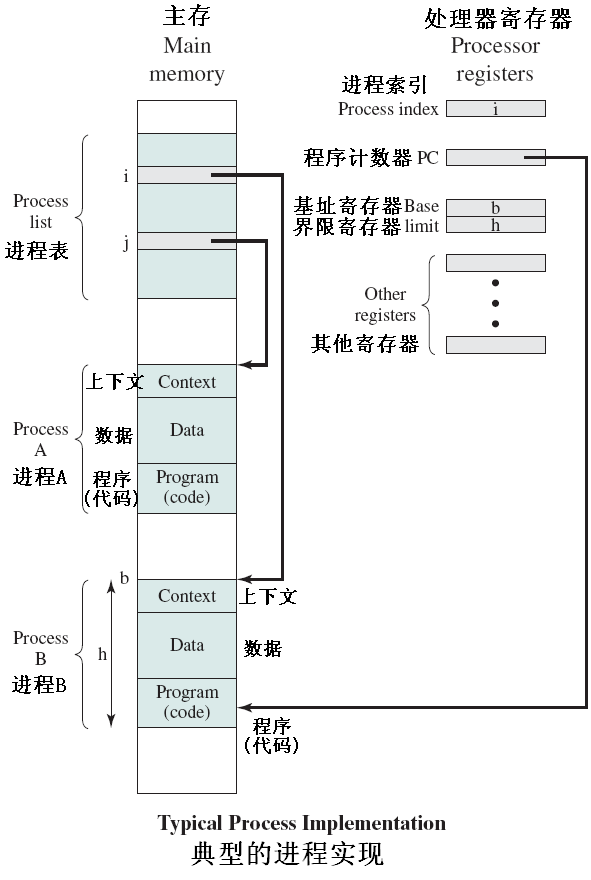 主存
Main
memory
处理器寄存器
Processor
registers
进程索引
Process index
i
程序计数器 PC
基址寄存器 Base
b
界限寄存器 limit
h
Other
registers
其他寄存器
i
Process
list
进程表
j
上下文
Context
Process
A
进程A
数据
Data
程序
(代码)
Program
(code)
b
Context
上下文
h
Process
B
进程B
Data
数据
Program
(code)
程序
(代码)
Typical Process Implementation
典型的进程实现